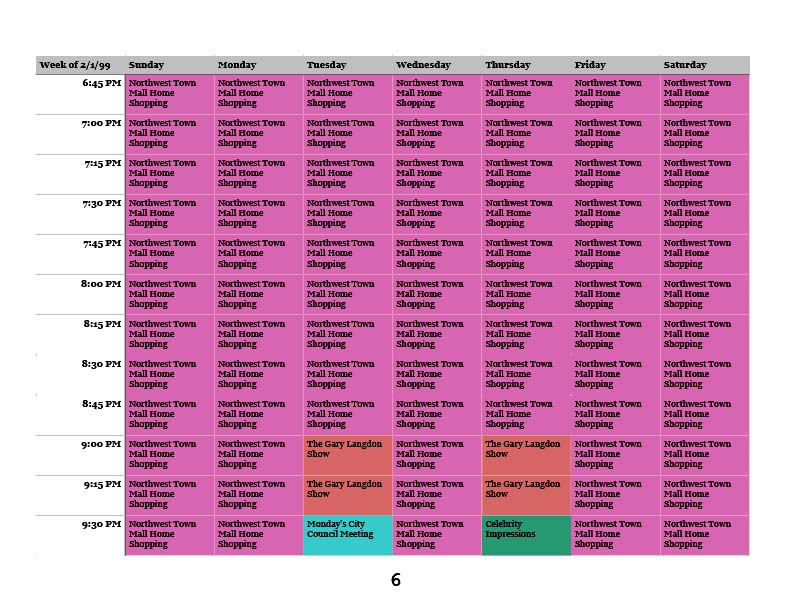 Week of 2/1/99 Sunday Monday Tuesday Wednesday Thursday Friday Saturday
6:45 PM Northwest Town Northwest Town Northwest Town Northwest Town Northwest Town Northwest Town Northwest Town
Mall Home Mall Home Mall Home Mall Home Mall Home Mall Home Mall Home
Shopping Shopping Shopping Shopping Shopping Shopping Shopping
7:00 PM Northwest Town Northwest Town Northwest Town Northwest Town Northwest Town Northwest Town Northwest Town
Mall Home Mall Home Mall Home Mall Home Mall Home Mall Home Mall Home
Shopping Shopping Shopping Shopping Shopping Shopping Shopping
7:15 PM Northwest Town Northwest Town Northwest Town Northwest Town Northwest Town Northwest Town Northwest Town
Mall Home Mall Home Mall Home Mall Home Mall Home Mall Home Mall Home
Shopping Shopping Shopping Shopping Shopping Shopping Shopping
7:30 PM Northwest Town Northwest Town Northwest Town Northwest Town Northwest Town Northwest Town Northwest Town
Mall Home Mall Home Mall Home Mall Home Mall Home Mall Home Mall Home
Shopping Shopping Shopping Shopping Shopping Shopping Shopping
7:45 PM Northwest Town Northwest Town Northwest Town Northwest Town Northwest Town Northwest Town Northwest Town
Mall Home Mall Home Mall Home Mall Home Mall Home Mall Home Mall Home
Shopping Shopping Shopping Shopping Shopping Shopping Shopping
8:00 PM Northwest Town Northwest Town Northwest Town Northwest Town Northwest Town Northwest Town Northwest Town
Mall Home Mall Home Mall Home Mall Home Mall Home Mall Home Mall Home
Shopping Shopping Shopping Shopping Shopping Shopping Shopping
8:15 PM Northwest Town Northwest Town Northwest Town Northwest Town Northwest Town Northwest Town Northwest Town
Mall Home Mall Home Mall Home Mall Home Mall Home Mall Home Mall Home
Shopping Shopping Shopping Shopping Shopping Shopping Shopping
8:30 PM Northwest Town Northwest Town Northwest Town Northwest Town Northwest Town Northwest Town Northwest Town
Mall Home Mall Home Mall Home Mall Home Mall Home Mall Home Mall Home
Shopping Shopping Shopping Shopping Shopping Shopping Shopping
8:45 PM Northwest Town Northwest Town Northwest Town Northwest Town Northwest Town Northwest Town Northwest Town
Mall Home Mall Home Mall Home Mall Home Mall Home Mall Home Mall Home
Shopping Shopping Shopping Shopping Shopping Shopping Shopping
9:00 PM Northwest Town Northwest Town The Gary Langdon Northwest Town The Gary Langdon Northwest Town Northwest Town
Mall Home Mall Home Show Mall Home Show Mall Home Mall Home
Shopping Shopping Shopping Shopping Shopping
9:15 PM Northwest Town Northwest Town The Gary Langdon Northwest Town The Gary Langdon Northwest Town Northwest Town
Mall Home Mall Home Show Mall Home Show Mall Home Mall Home
Shopping Shopping Shopping Shopping Shopping
9:30 PM Northwest Town Northwest Town Monday's City Northwest Town Celebrity Northwest Town Northwest Town
Mall Home Mall Home Council Meeting Mall Home Impressions Mall Home Mall Home
Shopping Shopping Shopping Shopping Shopping
6